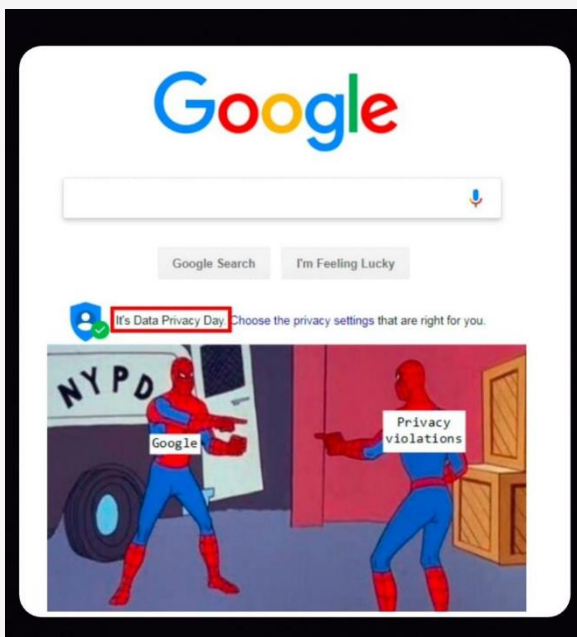 Google
Google Search
I'm Feeling Lucky
It's Data Privacy Day. Choose the privacy settings that are right for you.
NYPD
Google
Privacy
violations